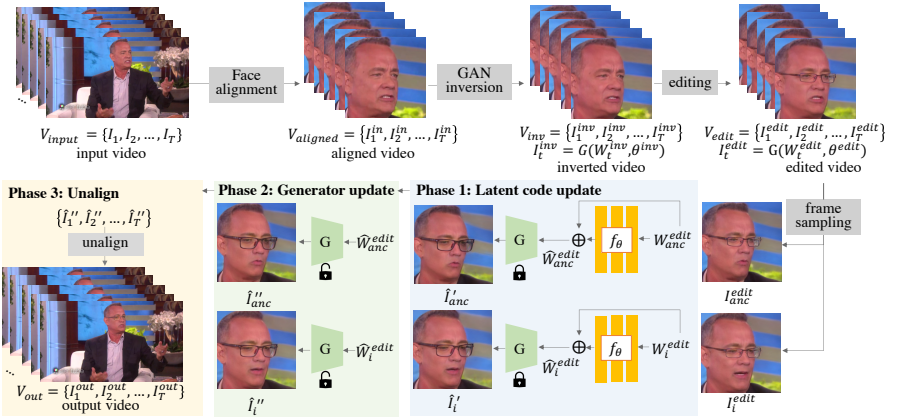 Face
alignment
GAN
inversion
editing
...
V_input = {I_1, I_2, ..., I_T}
input video
V_aligned = {I_1^in, I_2^in, ..., I_T^in}
aligned video
V_inv = {I_1^inv, I_2^inv, ..., I_T^inv}
I_t^inv = G(W_t^inv, θ^inv)
inverted video
V_edit = {I_1^edit, I_2^edit, ..., I_T^edit}
I_t^edit = G(W_t^edit, θ^edit)
edited video
frame
sampling
Phase 3: Unalign
Phase 2: Generator update
Phase 1: Latent code update
{Î_1'', Î_2'', ..., Î_T''}
unalign
...
V_out = {I_1^out, I_2^out, ..., I_T^out}
output video
G
Ŵ_anc^edit
Î_anc''
G
Ŵ_i^edit
Î_i''
G
Ŵ_anc^edit
⊕
f_θ
W_anc^edit
Î_anc'
G
Ŵ_i^edit
⊕
f_θ
W_i^edit
Î_i'
I_anc^edit
I_i^edit